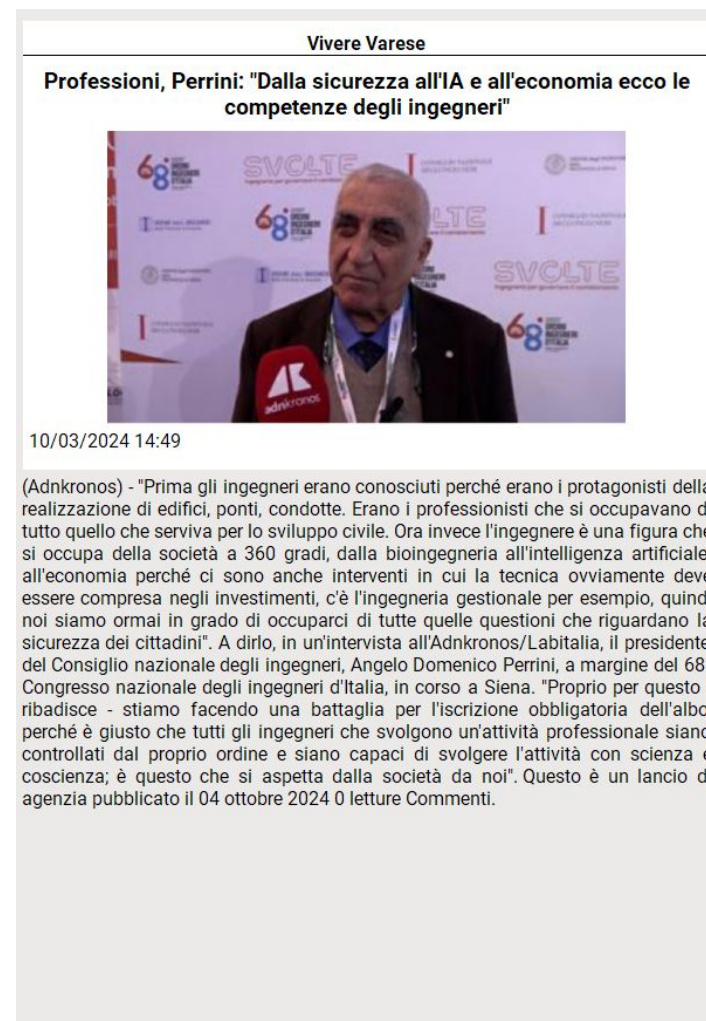 Vivere Varese
Professioni, Perrini: "Dalla sicurezza all'IA e all'economia ecco le
competenze degli ingegneri"
68
SVOLTE
68
LTE
SVOLTE
68
adnkronos
10/03/2024 14:49
(Adnkronos) - "Prima gli ingegneri erano conosciuti perché erano i protagonisti della
realizzazione di edifici, ponti, condotte. Erano i professionisti che si occupavano d
tutto quello che serviva per lo sviluppo civile. Ora invece l'ingegnere è una figura che
si occupa della società a 360 gradi, dalla bioingegneria all'intelligenza artificiale
all'economia perché ci sono anche interventi in cui la tecnica ovviamente deve
essere compresa negli investimenti, c'è l'ingegneria gestionale per esempio, quind
noi siamo ormai in grado di occuparci di tutte quelle questioni che riguardano la
sicurezza dei cittadini". A dirlo, in un'intervista all'Adnkronos/Labitalia, il presidente
del Consiglio nazionale degli ingegneri, Angelo Domenico Perrini, a margine del 68
Congresso nazionale degli ingegneri d'Italia, in corso a Siena. "Proprio per questo
ribadisce - stiamo facendo una battaglia per l'iscrizione obbligatoria dell'albo
perché è giusto che tutti gli ingegneri che svolgono un'attività professionale siano
controllati dal proprio ordine e siano capaci di svolgere l'attività con scienza e
coscienza; è questo che si aspetta dalla società da noi". Questo è un lancio d
agenzia pubblicato il 04 ottobre 2024 0 letture Commenti.